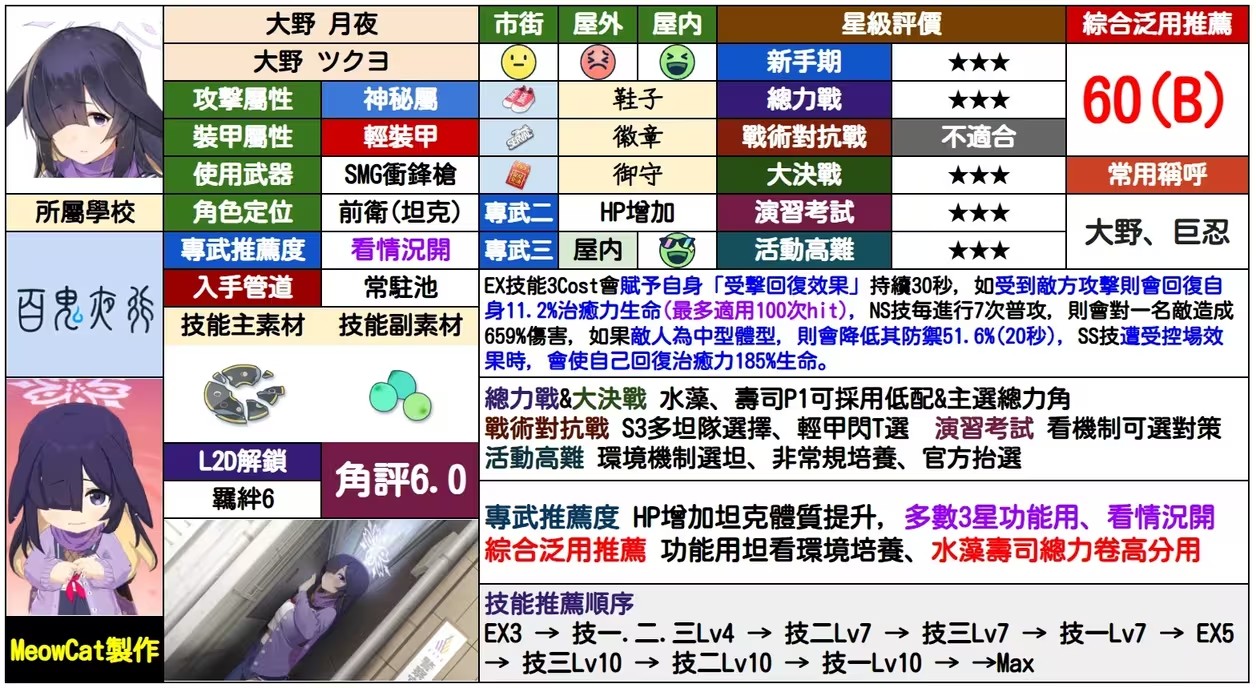 大野 月夜
大野 ツクヨ
攻擊屬性 神秘屬
裝甲屬性 輕裝甲
使用武器 SMG衝鋒槍
所屬學校
角色定位 前衛(坦克)
專武推薦度 看情況開
入手管道 常駐池
技能主素材 技能副素材
百鬼夜行
L2D解鎖
羈絆6
角評6.0
MeowCat製作
市街 屋外 屋内
鞋子
徽章
御守
專武二 HP增加
專武三 屋内
星級評價
新手期 ★★★
總力戰 ★★★
戰術對抗戰 不適合
大決戰 ★★★
演習考試 ★★★
活動高難 ★★★
綜合泛用推薦
60(B)
常用稱呼
大野、巨忍
EX技能3Cost會賦予自身「受擊回復效果」持續30秒，如受到敵方攻擊則會回復自
身11.2%治癒力生命(最多適用100次hit)，NS技每進行7次普攻，則會對一名敵造成
659%傷害，如果敵人為中型體型，則會降低其防禦51.6%(20秒)，SS技遭受控場效
果時，會使自己回復治癒力185%生命。
總力戰&大決戰 水藻、壽司P1可採用低配&主選總力角
戰術對抗戰 S3多坦隊選擇、輕甲閃T選 演習考試 看機制可選對策
活動高難 環境機制選坦、非常規培養、官方抬選
專武推薦度 HP增加坦克體質提升，多數3星功能用、看情況開
綜合泛用推薦 功能用坦看環境培養、水藻壽司總力卷高分用
技能推薦順序
EX3 → 技一.二.三Lv4 → 技二Lv7 → 技三Lv7 → 技一Lv7 → EX5
→ 技三Lv10 → 技二Lv10 → 技一Lv10 → →Max